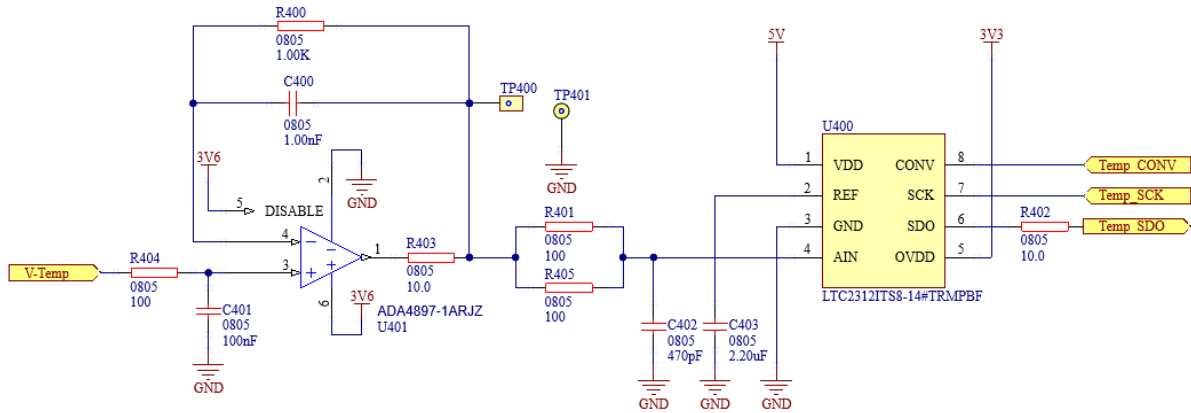 R400
0805
1.00K
C400
0805
1.00nF
TP400
TP401
GND
3V6
5
DISABLE
2
GND
4
3
1
6
3V6
ADA4897-1ARJZ
U401
V-Temp
R404
0805
100
C401
0805
100nF
GND
R403
0805
10.0
R401
0805
100
R405
0805
100
C402
0805
470pF
GND
C403
0805
2.20uF
GND
GND
5V
3V3
U400
1
VDD
CONV
8
Temp_CONV
2
REF
SCK
7
Temp_SCK
3
GND
SDO
6
R402
0805
10.0
Temp_SDO
4
AIN
OVDD
5
LTC2312ITS8-14#TRMPBF